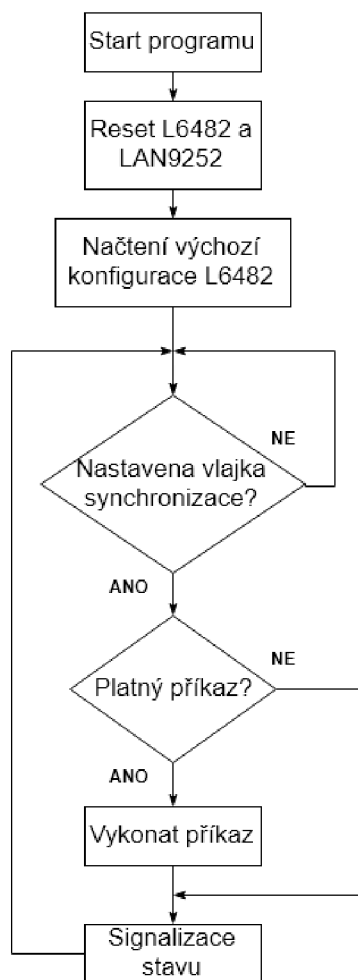 Start programu
Reset L6482 a
LAN9252
Načtení výchozí
konfigurace L6482
NE
Nastavena vlajka
synchronizace?
ANO
NE
Platný příkaz?
ANO
Vykonat příkaz
Signalizace
stavu